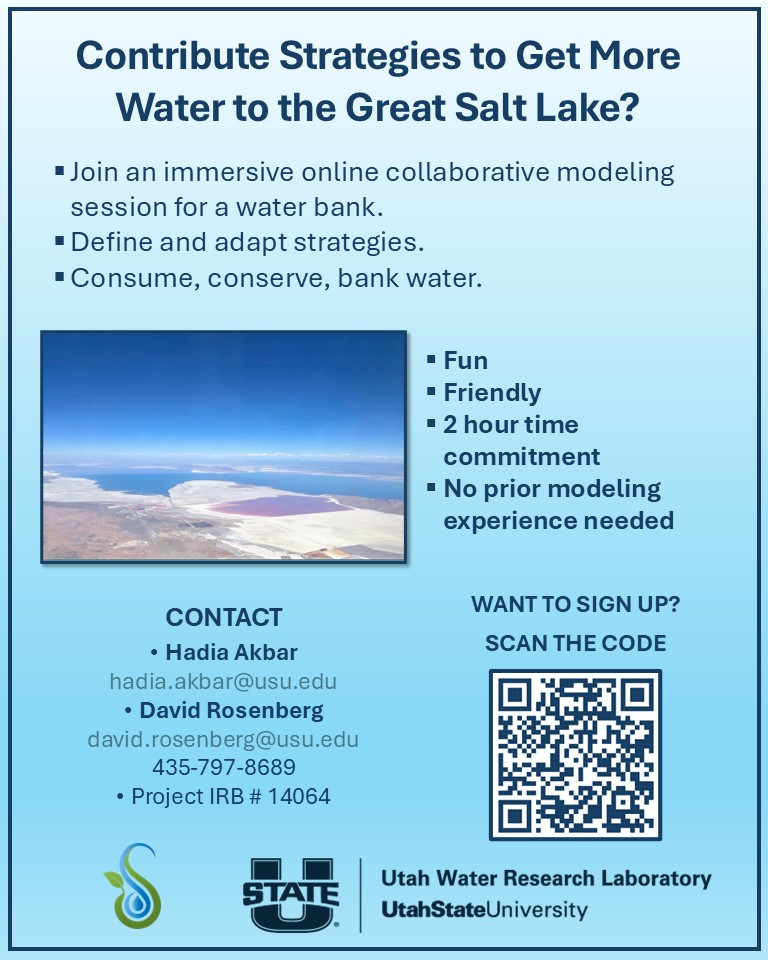 Contribute Strategies to Get More
Water to the Great Salt Lake?
▪ Join an immersive online collaborative modeling
session for a water bank.
▪ Define and adapt strategies.
▪ Consume, conserve, bank water.
▪ Fun
▪ Friendly
▪ 2 hour time
commitment
▪ No prior modeling
experience needed
CONTACT
• Hadia Akbar
hadia.akbar@usu.edu
• David Rosenberg
david.rosenberg@usu.edu
435-797-8689
• Project IRB # 14064
WANT TO SIGN UP?
SCAN THE CODE
U STATE ®
Utah Water Research Laboratory
UtahStateUniversity